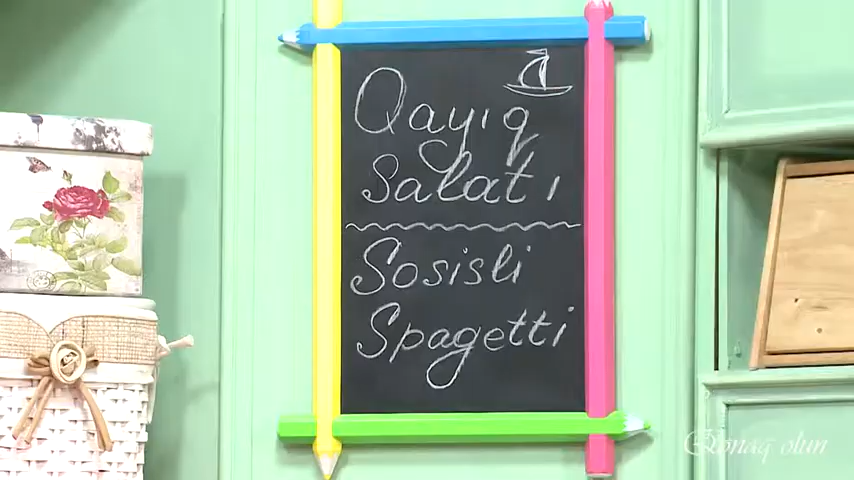 Qayıq
Salatı
Sosisli
Spagetti
Qonaq olun